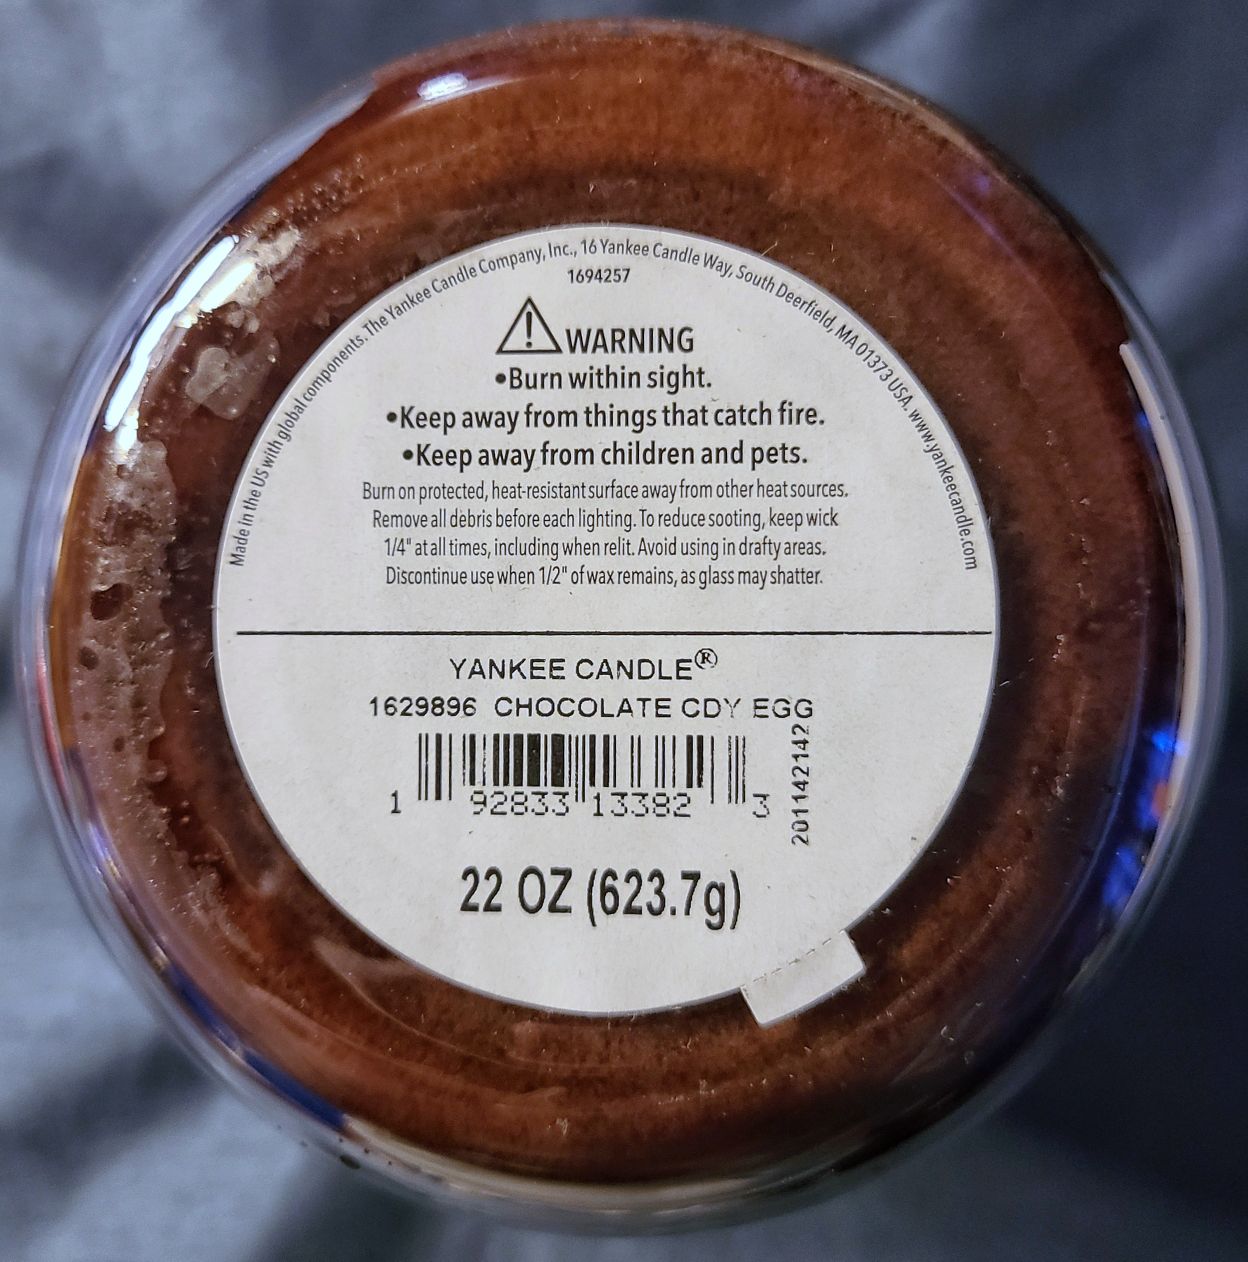 Made in the US with global components. The Yankee Candle Company, Inc., 16 Yankee Candle Way, South Deerfield, MA 01373 USA. www.yankeecandle.com
1694257
WARNING
•Burn within sight.
•Keep away from things that catch fire.
•Keep away from children and pets.
Burn on protected, heat-resistant surface away from other heat sources.
Remove all debris before each lighting. To reduce sooting, keep wick
1/4" at all times, including when relit. Avoid using in drafty areas.
Discontinue use when 1/2" of wax remains, as glass may shatter.
YANKEE CANDLE®
1629896 CHOCOLATE CDY EGG
1 92833 13382 3
201142142
22 OZ (623.7g)